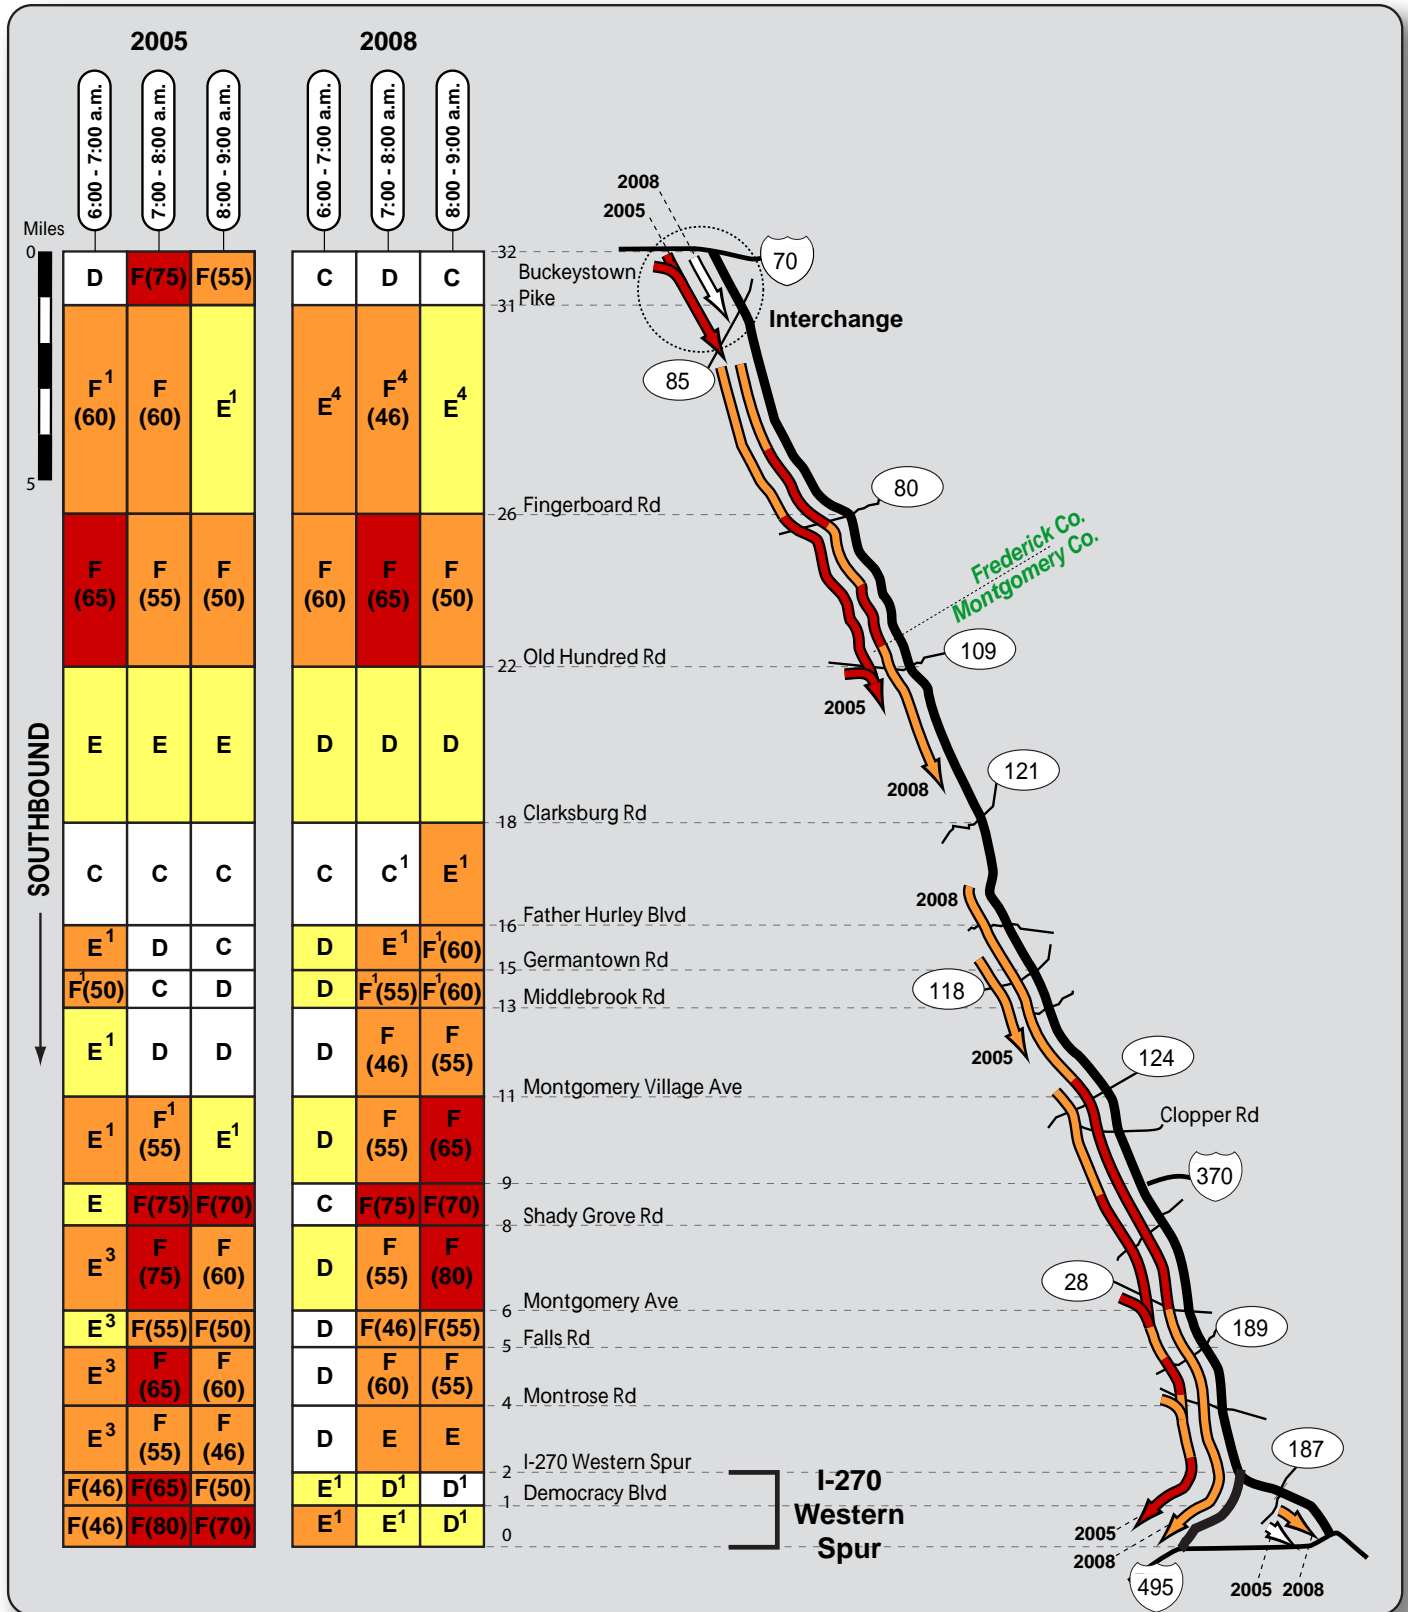 2005 2008
6:00 - 7:00 a.m. 7:00 - 8:00 a.m. 8:00 - 9:00 a.m. 6:00 - 7:00 a.m. 7:00 - 8:00 a.m. 8:00 - 9:00 a.m.
Miles
0
5
SOUTHBOUND
D F(75) F(55) C D C
F1 (60) F (60) E1 E4 F4 (46) E4
F (65) F (55) F (50) F (60) F (65) F (50)
E E E D D D
C C C C C1 E1
E1 D C D E1 F1(60)
F1(50) C D D F1(55) F1(60)
E1 D D D F (46) F (55)
E1 F1 (55) E1 D F (55) F (65)
E F(75) F(70) C F(75) F(70)
E3 F (75) F (60) D F (55) F (80)
E3 F(55) F(50) D F(46) F(55)
E3 F (65) F (60) D F (60) F (55)
E3 F (55) F (46) D E E
F(46) F(65) F(50) E1 D1 D1
F(46) F(80) F(70) E1 E1 D1
32
Buckeystown
Pike
31
Fingerboard Rd
26
Old Hundred Rd
22
Clarksburg Rd
18
Father Hurley Blvd
16
Germantown Rd
15
Middlebrook Rd
13
Montgomery Village Ave
11
9
Shady Grove Rd
8
Montgomery Ave
6
Falls Rd
5
Montrose Rd
4
I-270 Western Spur
2
Democracy Blvd
1
0
I-270
Western
Spur
2008
2005
70
Interchange
85
80
Frederick Co.
Montgomery Co.
109
2005
2008
121
2008
118
2005
124
Clopper Rd
370
28
189
187
2005
2008
495
2005 2008